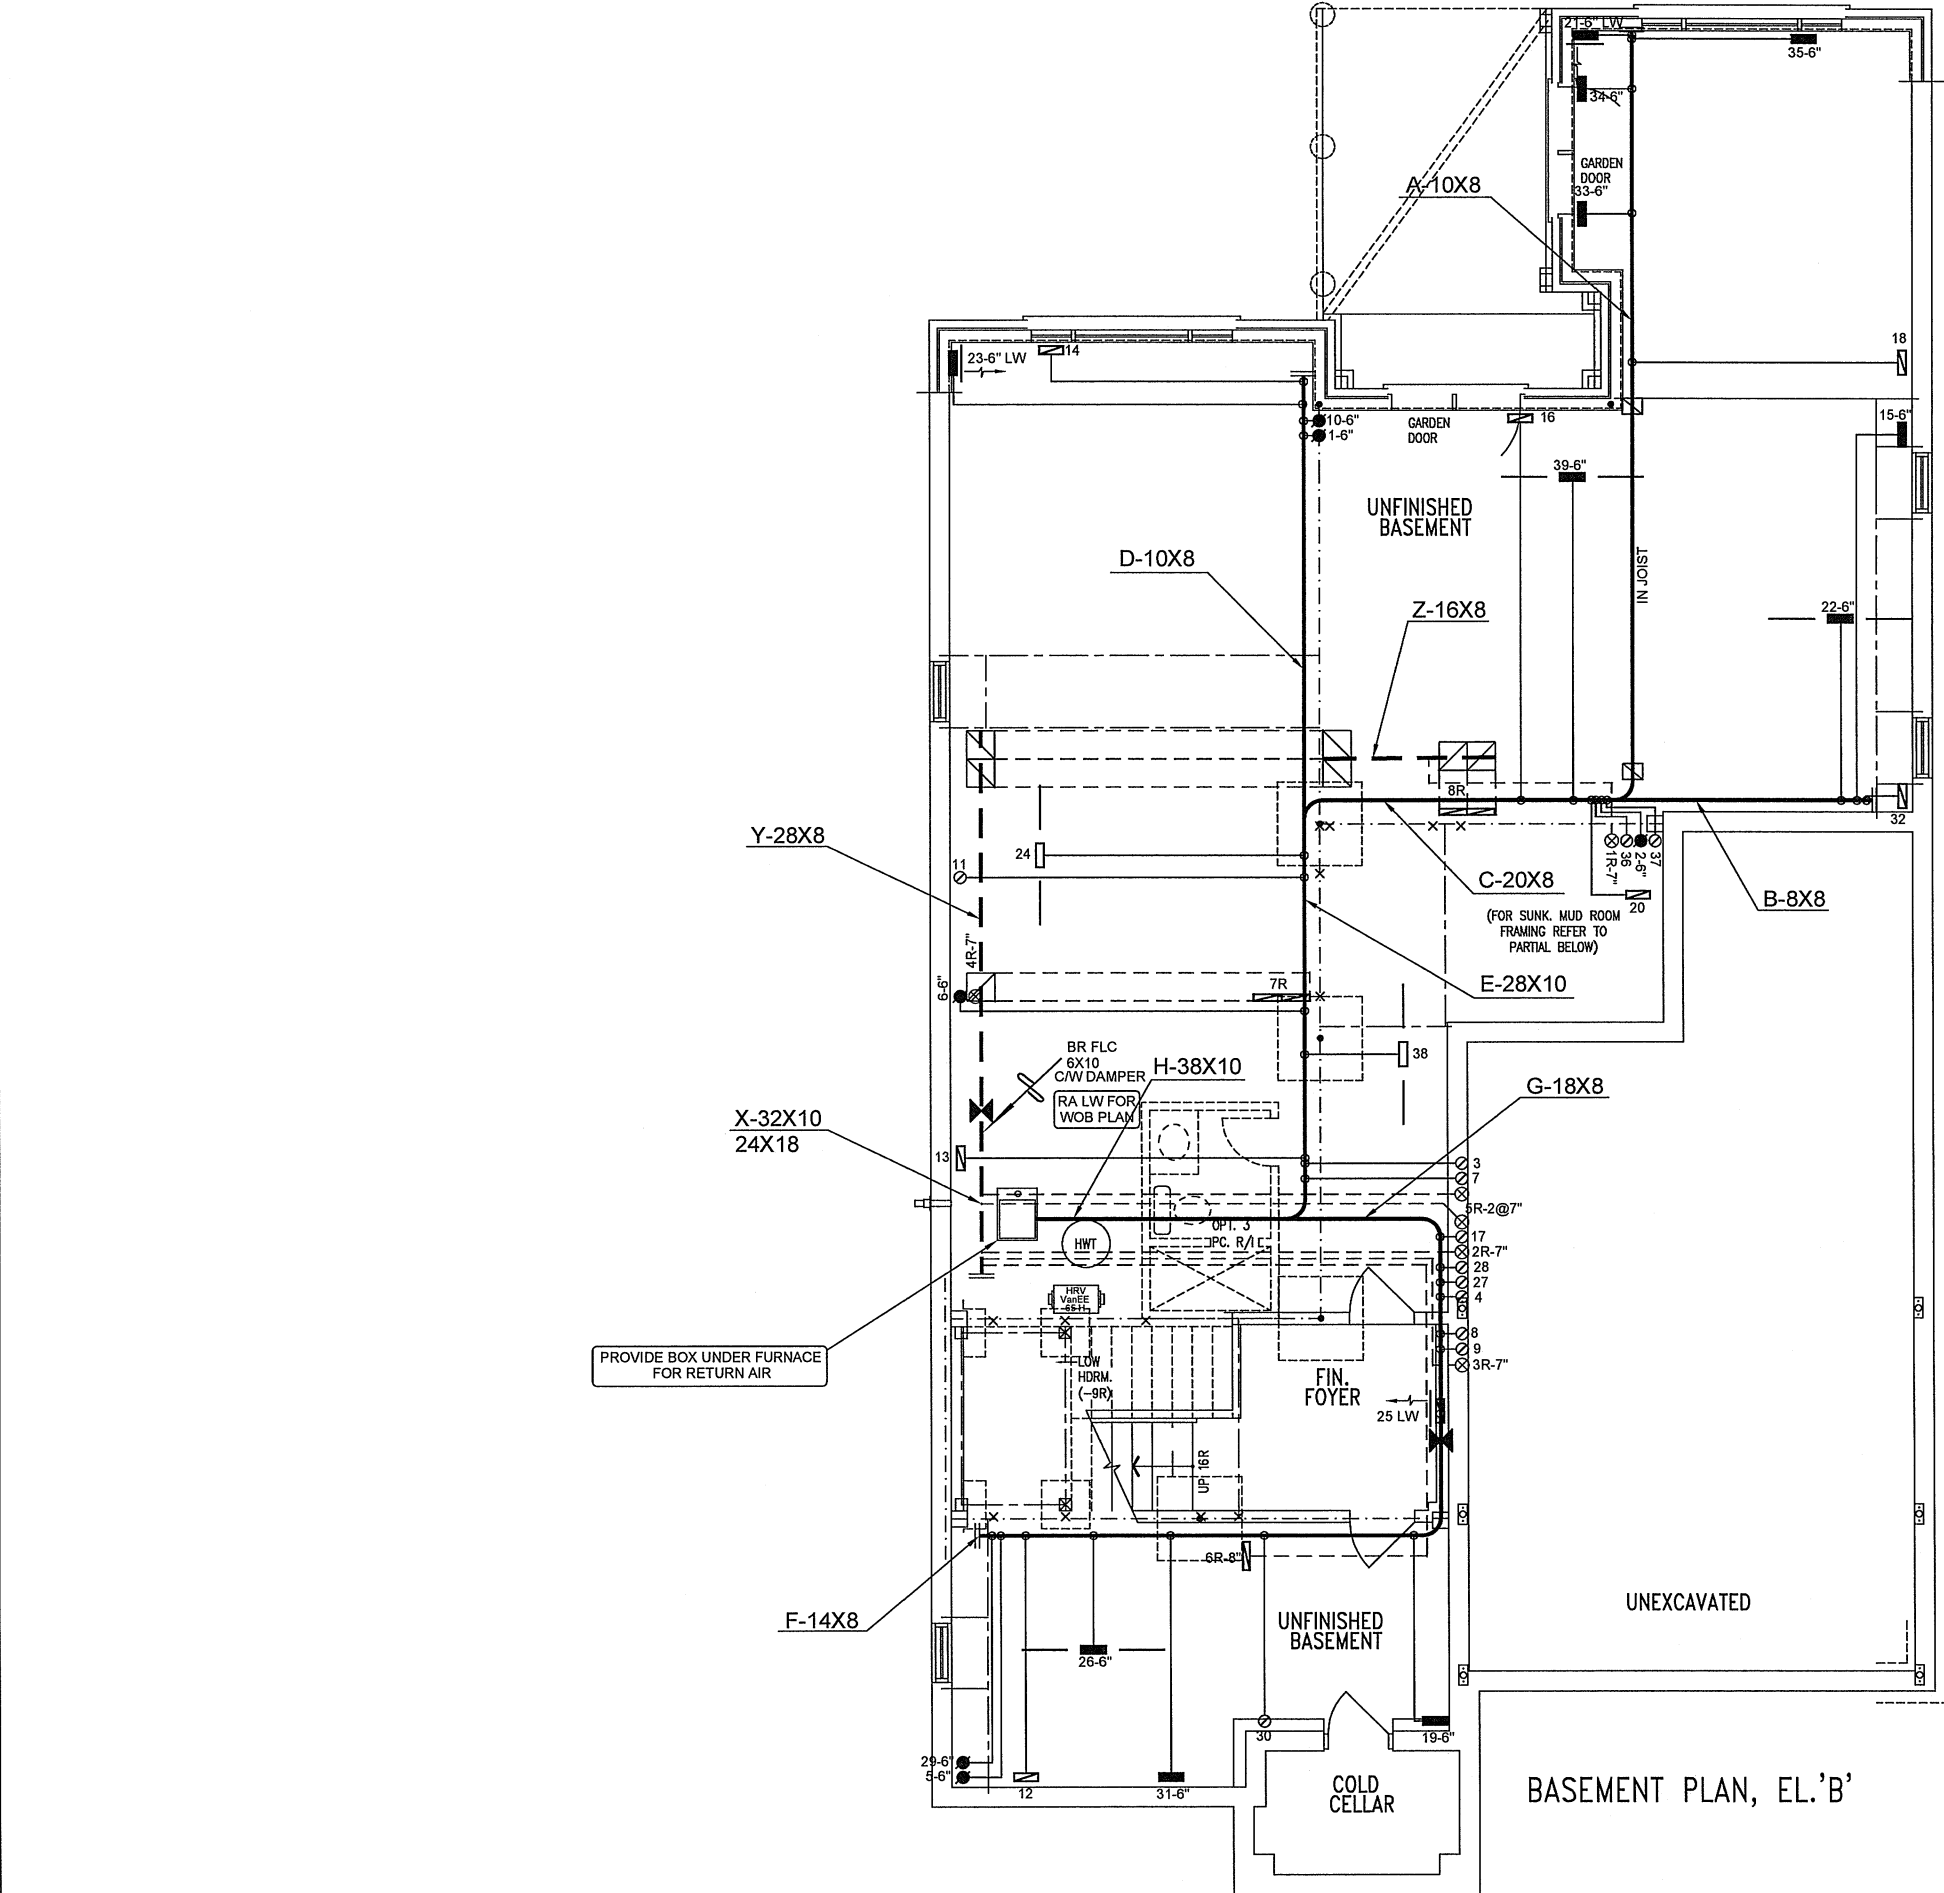 21-6" LW
35-6"
34-6"
GARDEN
DOOR
33-6"
A-10X8
18
23-6" LW
14
10-6"
1-6"
GARDEN
DOOR
16
15-6"
39-6"
UNFINISHED
BASEMENT
D-10X8
IN JOIST
Z-16X8
22-6"
8R
32
Y-28X8
24
11
1R-7"
36
2-6"
37
C-20X8
20
B-8X8
(FOR SUNK. MUD ROOM
FRAMING REFER TO
PARTIAL BELOW)
4R-7"
6-6"
7R
E-28X10
BR FLC
6X10
C/W DAMPER
RA LW FOR
WOB PLAN
H-38X10
38
G-18X8
X-32X10
24X18
13
3
7
5R-2@7"
17
2R-7"
28
27
4
OPT. 3
PC. R/I
HWT
HRV
VanEE
65 H
8
9
3R-7"
PROVIDE BOX UNDER FURNACE
FOR RETURN AIR
LOW
HDRM.
(-9R)
FIN.
FOYER
25 LW
UP 16R
6R-8"
F-14X8
UNFINISHED
BASEMENT
UNEXCAVATED
26-6"
30
19-6"
29-6"
5-6"
12
31-6"
COLD
CELLAR
BASEMENT PLAN, EL.'B'